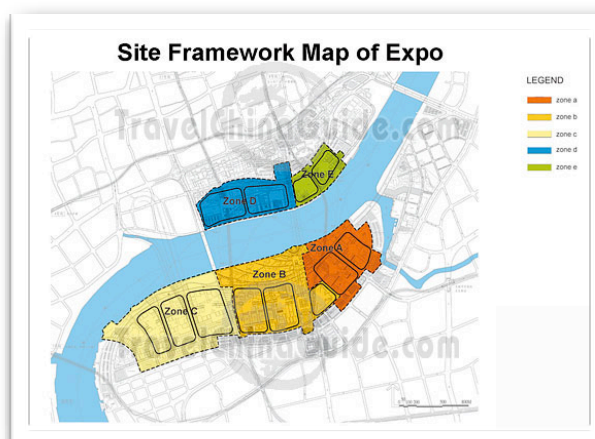 Site Framework Map of Expo
LEGEND
zone a
zone b
zone c
zone d
zone e
TravelChinaGuide.com
Zone E
Zone D
Zone A
Zone B
Zone C
TravelChinaGuide.com